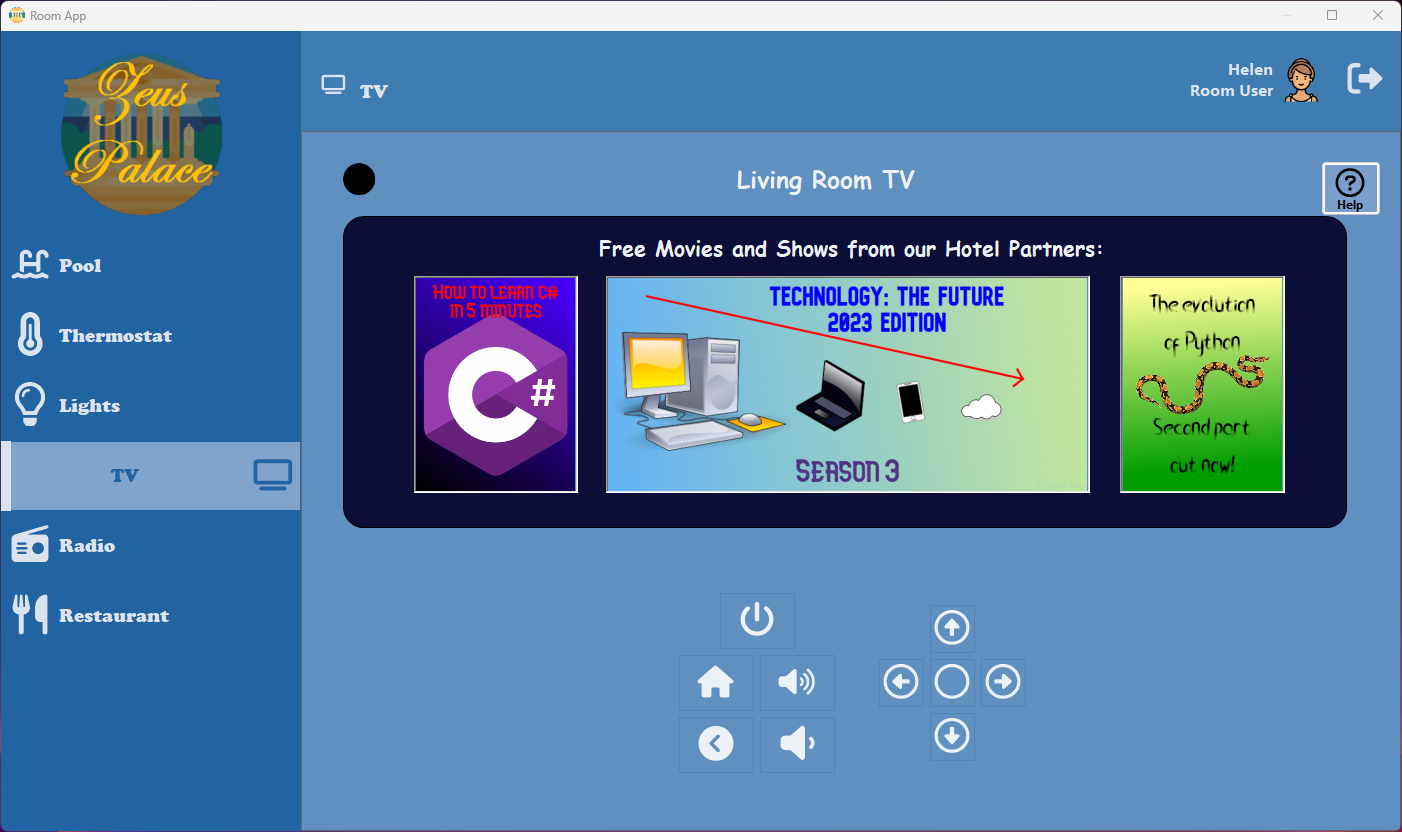 Room App
Zeus
Palace
TV
Helen
Room User
Living Room TV
Help
Pool
Thermostat
Lights
TV
Radio
Restaurant
Free Movies and Shows from our Hotel Partners:
HOW TO LEARN C#
IN 5 MINUTES
C#
TECHNOLOGY: THE FUTURE
2023 EDITION
SEASON 3
The evolution
of Python
Second part
out now!